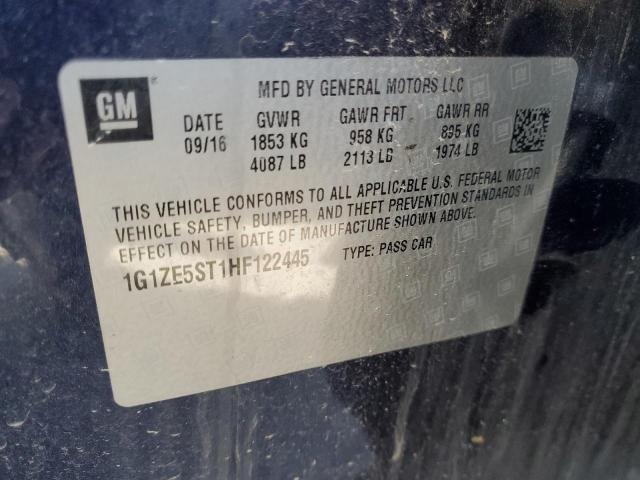 GM
MFD BY GENERAL MOTORS LLC
DATE GVWR GAWR FRT GAWR RR
09/16 1853 KG 958 KG 895 KG
4087 LB 2113 LB 1974 LB
THIS VEHICLE CONFORMS TO ALL APPLICABLE U.S. FEDERAL MOTOR
VEHICLE SAFETY, BUMPER, AND THEFT PREVENTION STANDARDS IN
EFFECT ON THE DATE OF MANUFACTURE SHOWN ABOVE.
1G1ZE5ST1HF122445 TYPE: PASS CAR